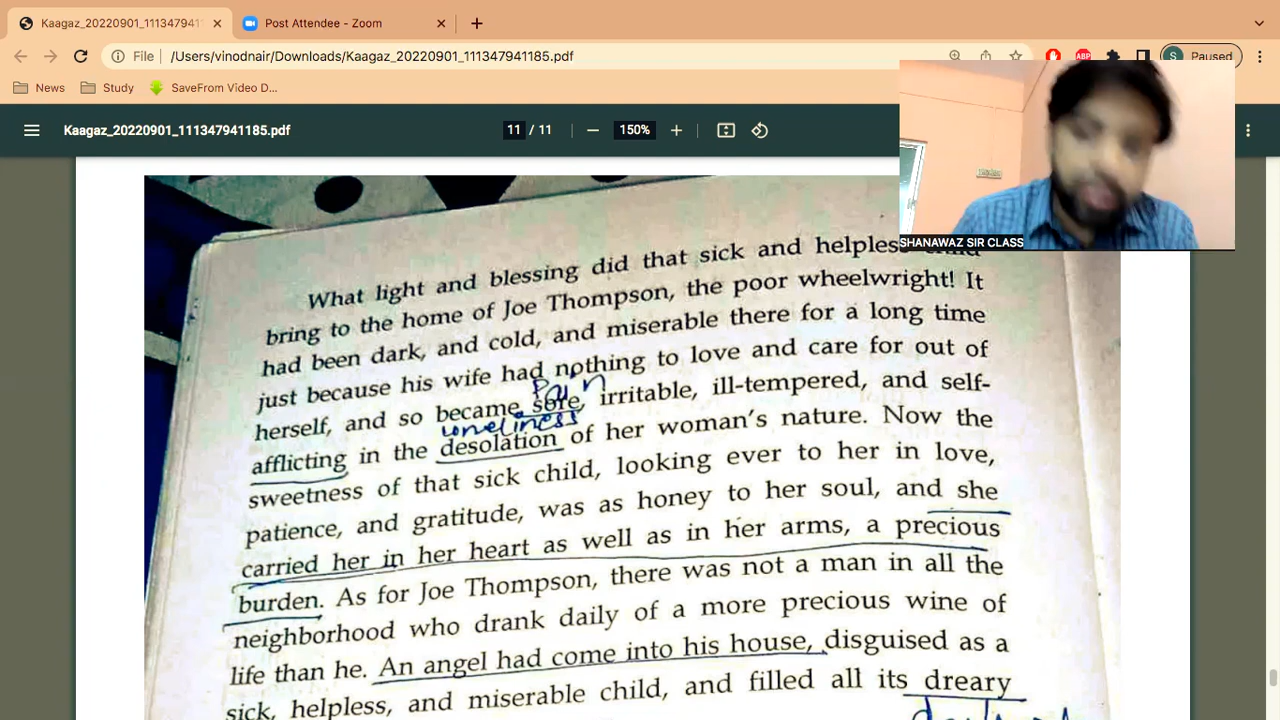 Kaagaz_20220901_1113479411
Post Attendee - Zoom
File
/Users/vinodnair/Downloads/Kaagaz_20220901_111347941185.pdf
ABP
S
Paused
News
Study
SaveFrom Video D...
Kaagaz_20220901_111347941185.pdf
11 / 11
150%
SHANAWAZ SIR CLASS
What light and blessing did that sick and helpless child
bring to the home of Joe Thompson, the poor wheelwright! It
had been dark, and cold, and miserable there for a long time
just because his wife had nothing to love and care for out of
pain
herself, and so became sore, irritable, ill-tempered, and self-
loneliness
afflicting in the desolation of her woman's nature. Now the
sweetness of that sick child, looking ever to her in love,
patience, and gratitude, was as honey to her soul, and she
carried her in her heart as well as in her arms, a precious
burden. As for Joe Thompson, there was not a man in all the
neighborhood who drank daily of a more precious wine of
life than he. An angel had come into his house, disguised as a
sick, helpless, and miserable child, and filled all its dreary